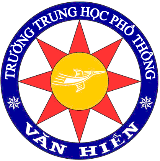 TRƯỜNG TRUNG HỌC PHỔ THÔNG
VĂN HIẾN